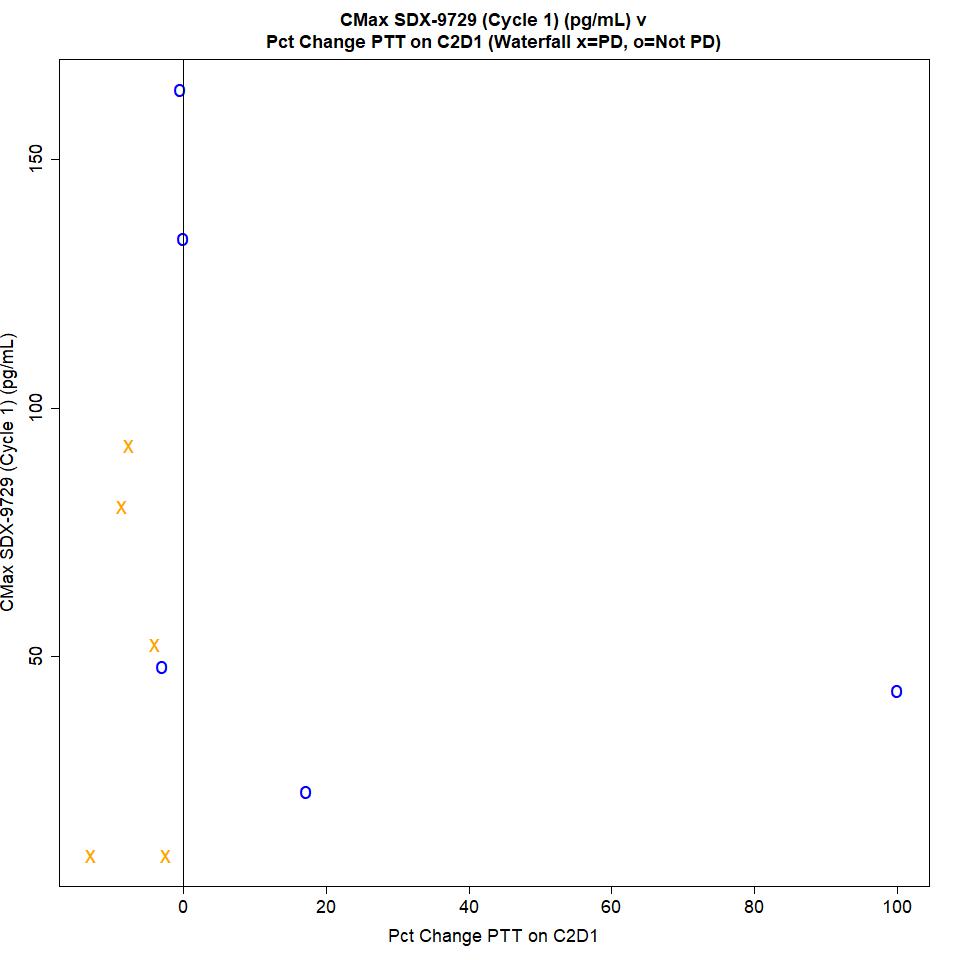 CMax SDX-9729 (Cycle 1) (pg/mL) v
Pct Change PTT on C2D1 (Waterfall x=PD, o=Not PD)
CMax SDX-9729 (Cycle 1) (pg/mL)
150
100
50
0 20 40 60 80 100
Pct Change PTT on C2D1